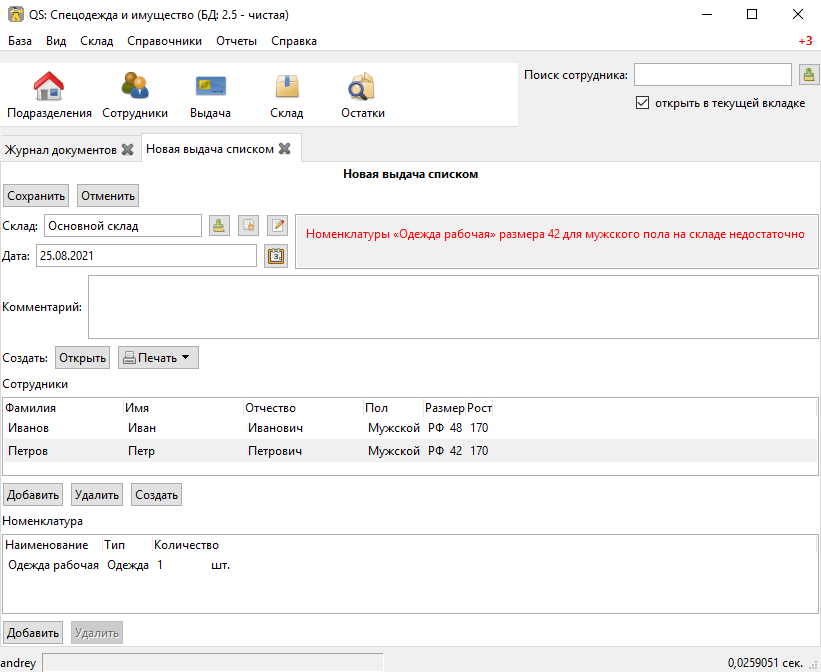 QS: Спецодежда и имущество (БД: 2.5 - чистая)
База Вид Склад Справочники Отчеты Справка +3
Подразделения Сотрудники Выдача Склад Остатки
Поиск сотрудника:
открыть в текущей вкладке
Журнал документов Новая выдача списком
Новая выдача списком
Сохранить Отменить
Склад: Основной склад
Номенклатуры «Одежда рабочая» размера 42 для мужского пола на складе недостаточно
Дата: 25.08.2021
Комментарий:
Создать: Открыть Печать
Сотрудники
Фамилия Имя Отчество Пол Размер Рост
Иванов Иван Иванович Мужской РФ 48 170
Петров Петр Петрович Мужской РФ 42 170
Добавить Удалить Создать
Номенклатура
Наименование Тип Количество
Одежда рабочая Одежда 1 шт.
Добавить Удалить
andrey 0,0259051 сек.